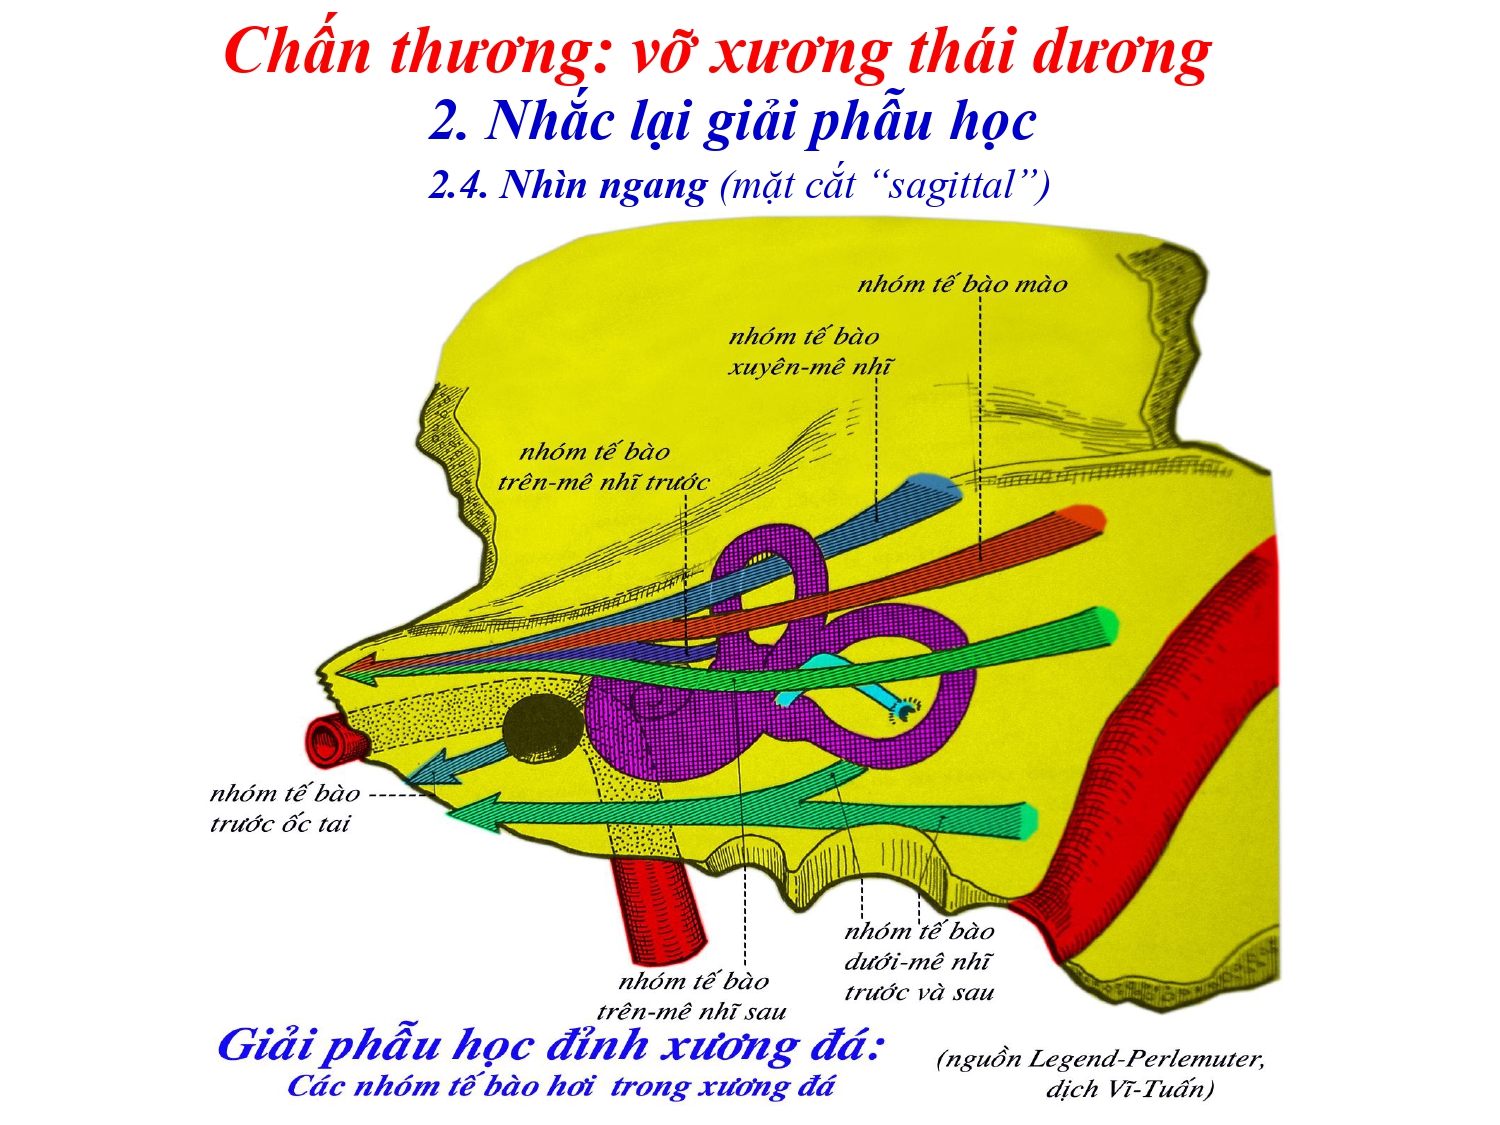 Chấn thương: vỡ xương thái dương
2. Nhắc lại giải phẫu học
2.4. Nhìn ngang (mặt cắt “sagittal”)
nhóm tế bào mào
nhóm tế bào
xuyên-mê nhĩ
nhóm tế bào
trên-mê nhĩ trước
nhóm tế bào
trước ốc tai
nhóm tế bào
dưới-mê nhĩ
trước và sau
nhóm tế bào
trên-mê nhĩ sau
Giải phẫu học đỉnh xương đá:
Các nhóm tế bào hơi trong xương đá
(nguồn Legend-Perlemuter,
dịch Vĩ-Tuấn)